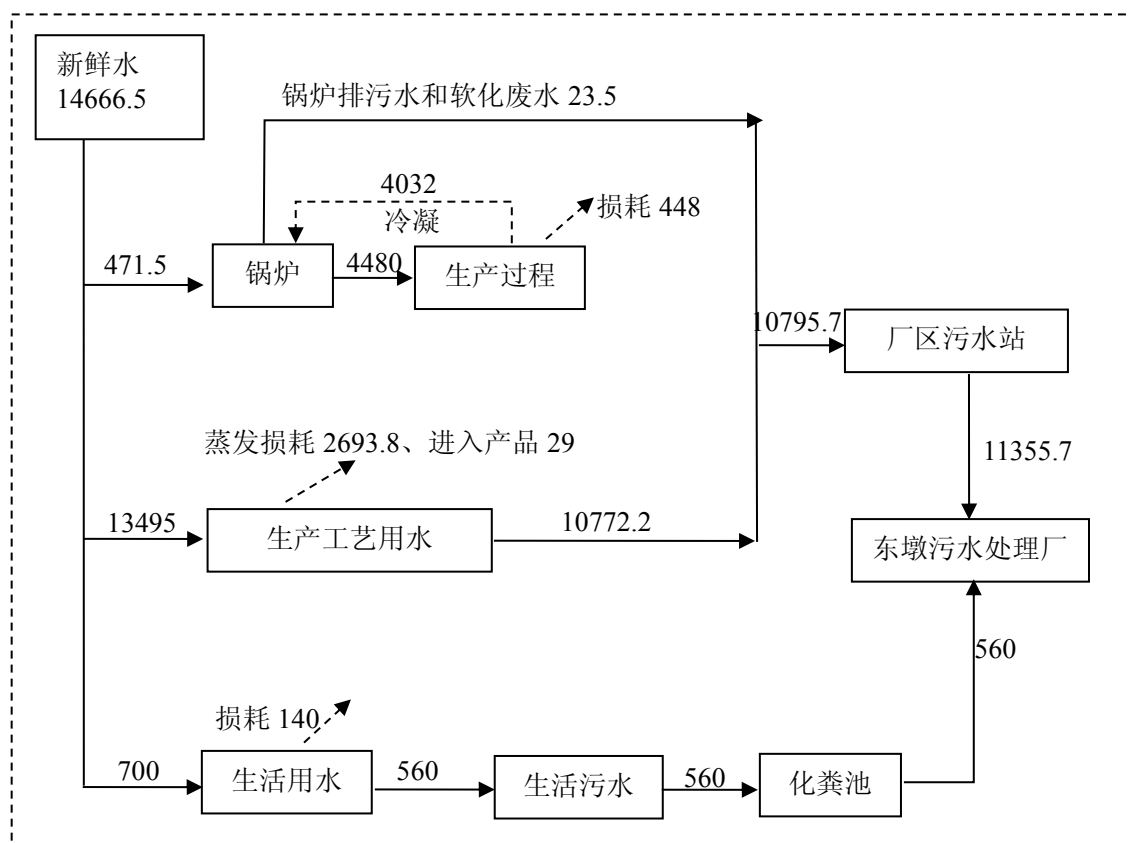 新鲜水
14666.5
锅炉排污水和软化废水 23.5
4032
冷凝
损耗 448
471.5
锅炉
4480
生产过程
10795.7
厂区污水站
蒸发损耗 2693.8、进入产品 29
11355.7
13495
生产工艺用水
10772.2
东墩污水处理厂
560
损耗 140
700
生活用水
560
生活污水
560
化粪池